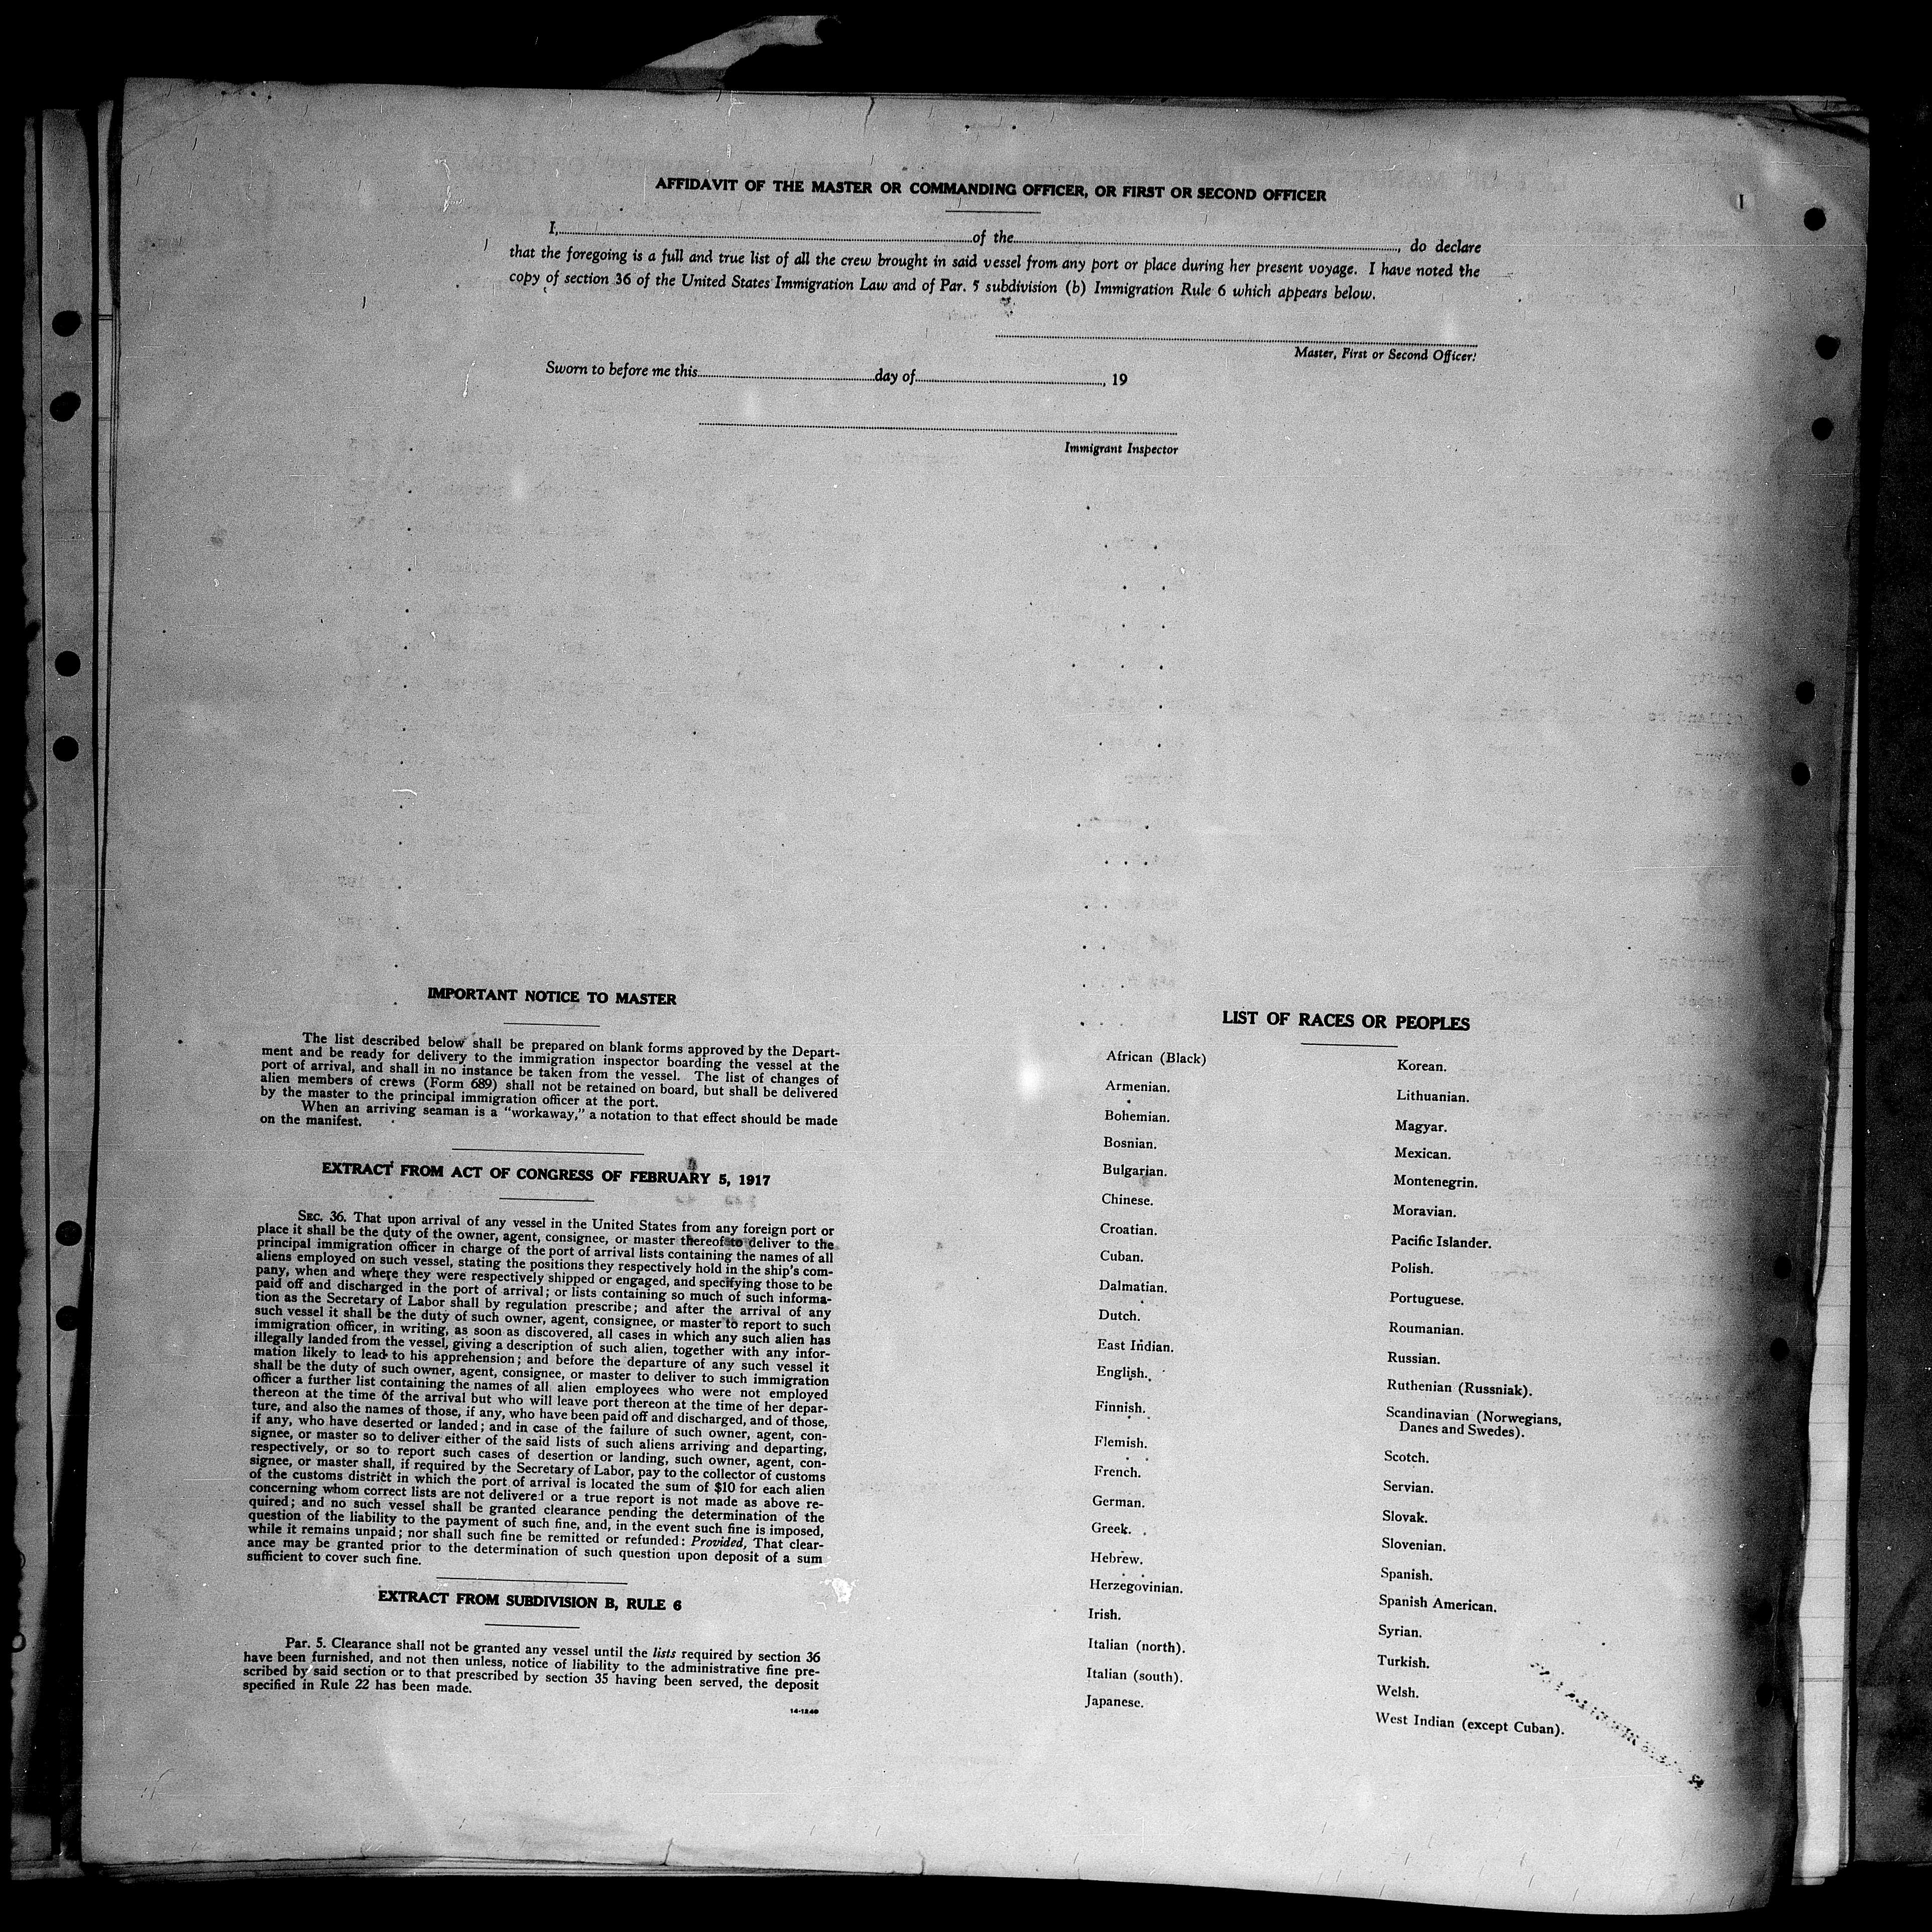 AFFIDAVIT OF THE MASTER OR COMMANDING OFFICER, OR FIRST OR SECOND OFFICER
I
I, of the , do declare
that the foregoing is a full and true list of all the crew brought in said vessel from any port or place during her present voyage. I have noted the
copy of section 36 of the United States Immigration Law and of Par. 5 subdivision (b) Immigration Rule 6 which appears below.
Master, First or Second Officer.
Sworn to before me this day of , 19
Immigrant Inspector
IMPORTANT NOTICE TO MASTER
The list described below shall be prepared on blank forms approved by the Depart-
ment and be ready for delivery to the immigration inspector boarding the vessel at the
port of arrival, and shall in no instance be taken from the vessel. The list of changes of
alien members of crews (Form 689) shall not be retained on board, but shall be delivered
by the master to the principal immigration officer at the port.
When an arriving seaman is a "workaway," a notation to that effect should be made
on the manifest.
EXTRACT FROM ACT OF CONGRESS OF FEBRUARY 5, 1917
SEC. 36. That upon arrival of any vessel in the United States from any foreign port or
place it shall be the duty of the owner, agent, consignee, or master thereof to deliver to the
principal immigration officer in charge of the port of arrival lists containing the names of all
aliens employed on such vessel, stating the positions they respectively hold in the ship's com-
pany, when and where they were respectively shipped or engaged, and specifying those to be
paid off and discharged in the port of arrival; or lists containing so much of such informa-
tion as the Secretary of Labor shall by regulation prescribe; and after the arrival of any
such vessel it shall be the duty of such owner, agent, consignee, or master to report to such
immigration officer, in writing, as soon as discovered, all cases in which any such alien has
illegally landed from the vessel, giving a description of such alien, together with any infor-
mation likely to lead to his apprehension; and before the departure of any such vessel it
shall be the duty of such owner, agent, consignee, or master to deliver to such immigration
officer a further list containing the names of all alien employees who were not employed
thereon at the time of the arrival but who will leave port thereon at the time of her depar-
ture, and also the names of those, if any, who have been paid off and discharged, and of those,
if any, who have deserted or landed; and in case of the failure of such owner, agent, con-
signee, or master so to deliver either of the said lists of such aliens arriving and departing,
respectively, or so to report such cases of desertion or landing, such owner, agent, con-
signee, or master shall, if required by the Secretary of Labor, pay to the collector of customs
of the customs district in which the port of arrival is located the sum of $10 for each alien
concerning whom correct lists are not delivered or a true report is not made as above re-
quired; and no such vessel shall be granted clearance pending the determination of the
question of the liability to the payment of such fine, and, in the event such fine is imposed,
while it remains unpaid; nor shall such fine be remitted or refunded: Provided, That clear-
ance may be granted prior to the determination of such question upon deposit of a sum
sufficient to cover such fine.
EXTRACT FROM SUBDIVISION B, RULE 6
Par. 5. Clearance shall not be granted any vessel until the lists required by section 36
have been furnished, and not then unless, notice of liability to the administrative fine pre-
scribed by said section or to that prescribed by section 35 having been served, the deposit
specified in Rule 22 has been made.
14-1240
LIST OF RACES OR PEOPLES
African (Black)
Armenian.
Bohemian.
Bosnian.
Bulgarian.
Chinese.
Croatian.
Cuban.
Dalmatian.
Dutch.
East Indian.
English.
Finnish.
Flemish.
French.
German.
Greek.
Hebrew.
Herzegovinian.
Irish.
Italian (north).
Italian (south).
Japanese.
Korean.
Lithuanian.
Magyar.
Mexican.
Montenegrin.
Moravian.
Pacific Islander.
Polish.
Portuguese.
Roumanian.
Russian.
Ruthenian (Russniak).
Scandinavian (Norwegians,
Danes and Swedes).
Scotch.
Servian.
Slovak.
Slovenian.
Spanish.
Spanish American.
Syrian.
Turkish.
Welsh.
West Indian (except Cuban).